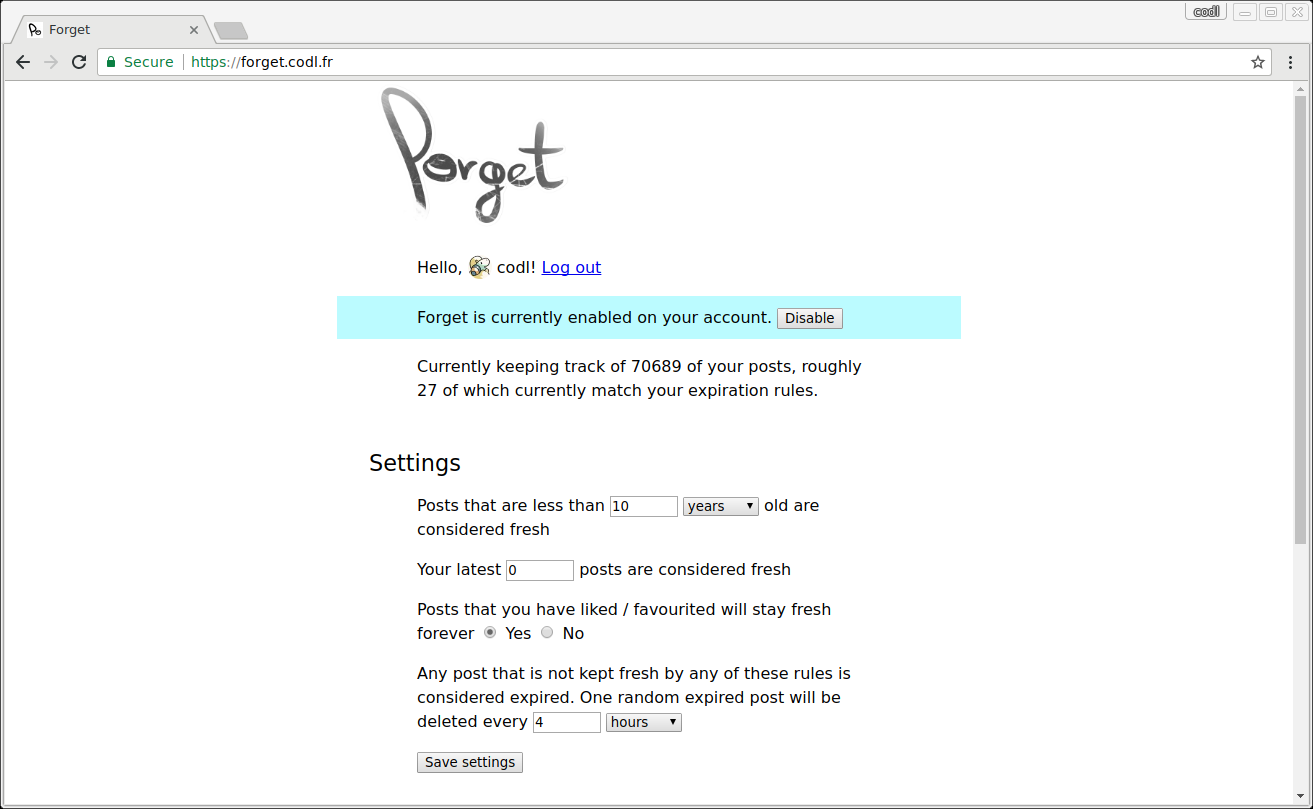 codl
Forget
Secure https://forget.codl.fr
Forget
Hello, codl! Log out
Forget is currently enabled on your account. Disable
Currently keeping track of 70689 of your posts, roughly
27 of which currently match your expiration rules.
Settings
Posts that are less than 10 years old are
considered fresh
Your latest 0 posts are considered fresh
Posts that you have liked / favourited will stay fresh
forever Yes No
Any post that is not kept fresh by any of these rules is
considered expired. One random expired post will be
deleted every 4 hours
Save settings